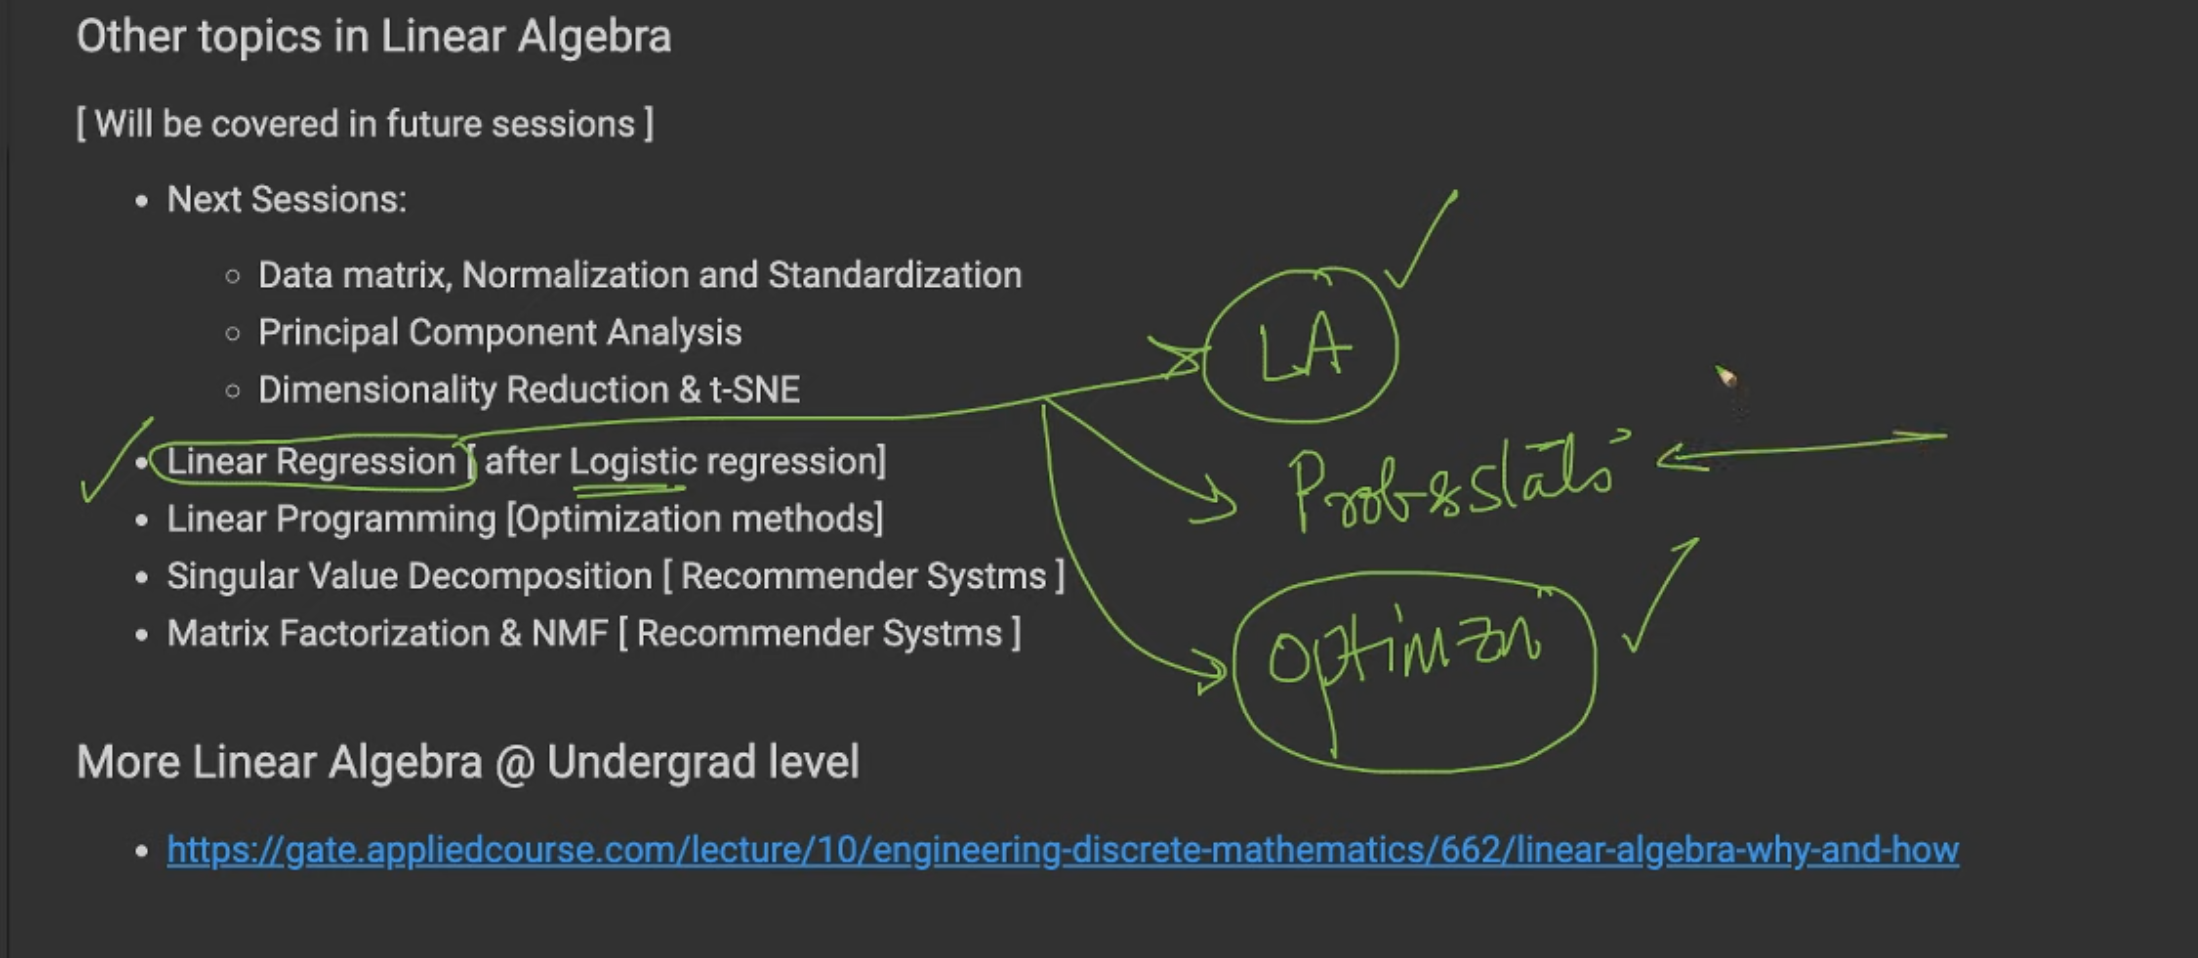 Other topics in Linear Algebra
[ Will be covered in future sessions ]
Next Sessions:
Data matrix, Normalization and Standardization
Principal Component Analysis
Dimensionality Reduction & t-SNE
Linear Regression [ after Logistic regression]
Linear Programming [Optimization methods]
Singular Value Decomposition [ Recommender Systms ]
Matrix Factorization & NMF [ Recommender Systms ]
LA
Prob & Stats
Optimzn
More Linear Algebra @ Undergrad level
https://gate.appliedcourse.com/lecture/10/engineering-discrete-mathematics/662/linear-algebra-why-and-how